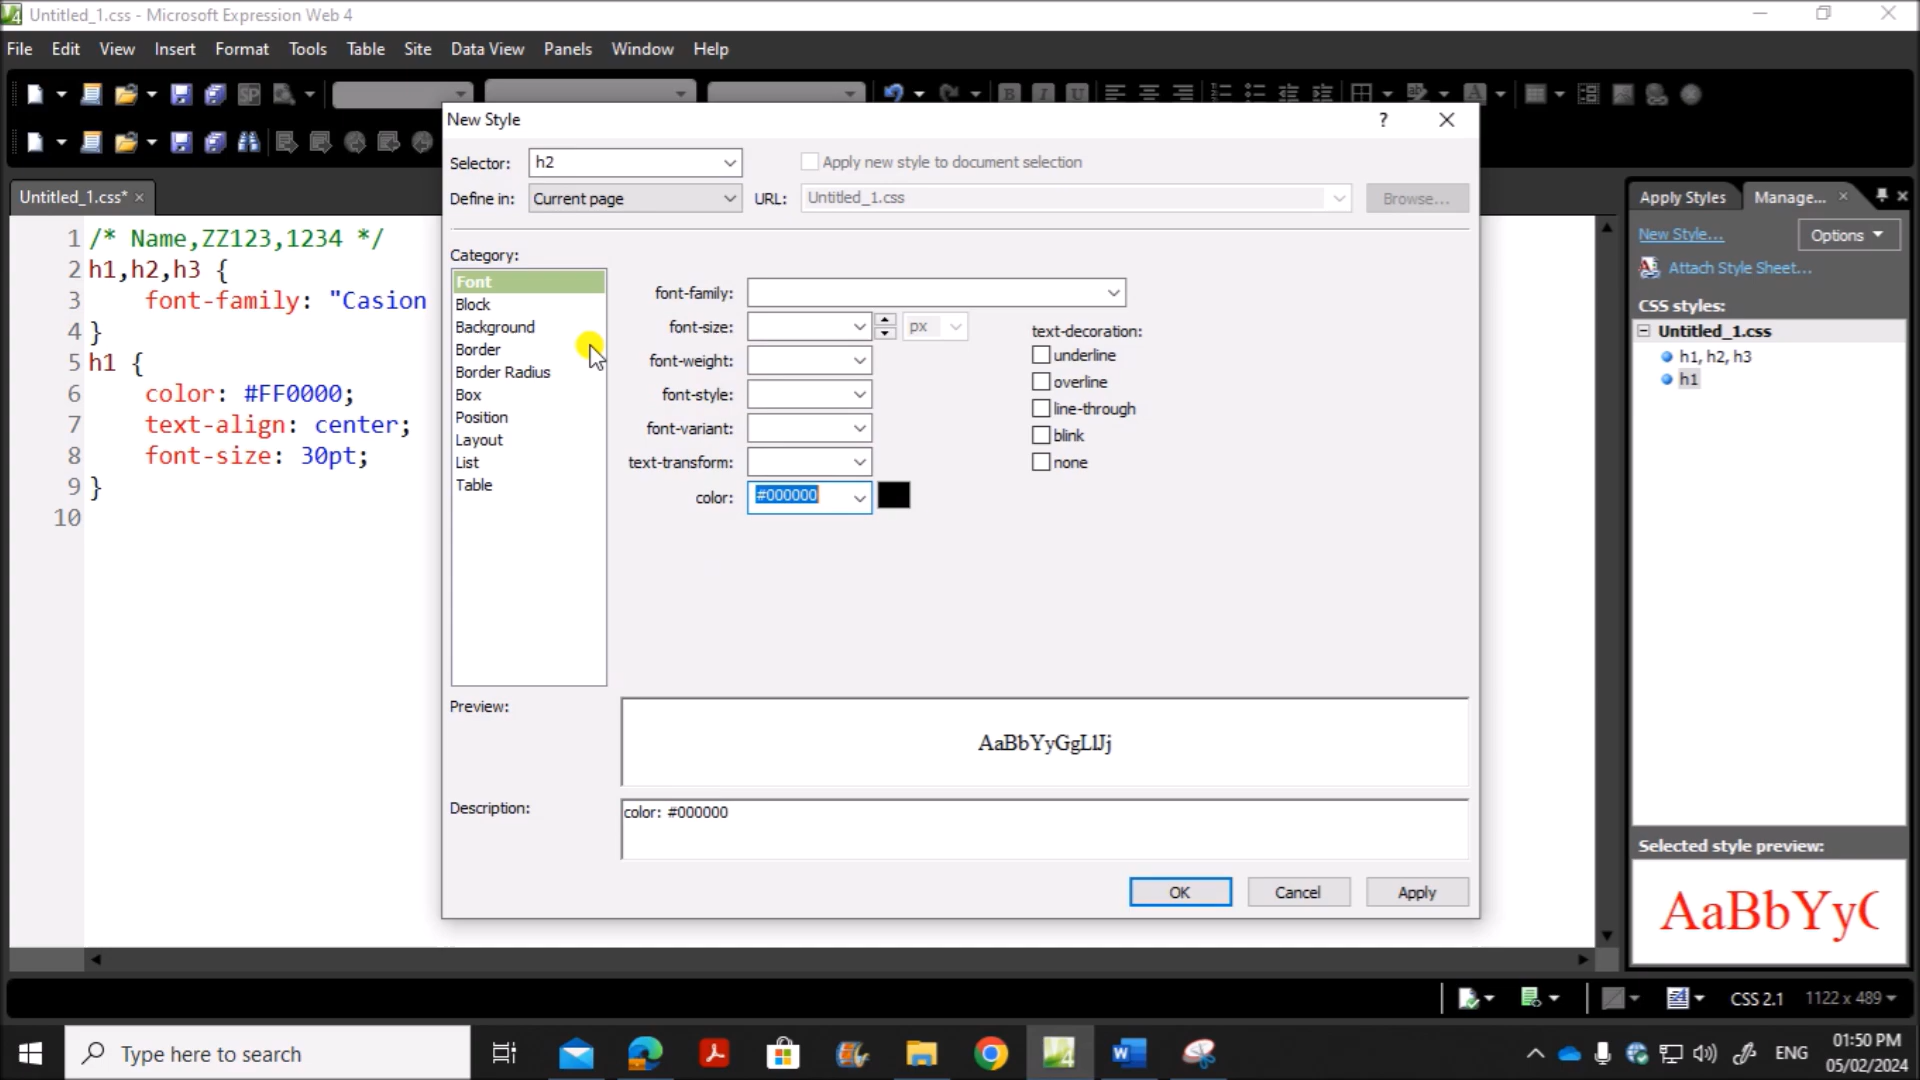 Untitled_1.css - Microsoft Expression Web 4
File Edit View Insert Format Tools Table Site Data View Panels Window Help
New Style
Selector: h2
Apply new style to document selection
Define in: Current page
URL: Untitled_1.css
Browse...
Untitled_1.css*
1 /* Name,ZZ123,1234 */
2 h1,h2,h3 {
3 font-family: "Casion
4 }
5 h1 {
6 color: #FF0000;
7 text-align: center;
8 font-size: 30pt;
9 }
10
Category:
Font
Block
Background
Border
Border Radius
Box
Position
Layout
List
Table
font-family:
font-size: px
font-weight:
font-style:
font-variant:
text-transform:
color: #000000
text-decoration:
underline
overline
line-through
blink
none
Preview:
AaBbYyGgLlJj
Description:
color: #000000
OK Cancel Apply
Apply Styles Manage...
New Style... Options
Attach Style Sheet...
CSS styles:
Untitled_1.css
h1, h2, h3
h1
Selected style preview:
AaBbYy
CSS 2.1 1122 x 489
Type here to search
ENG
01:50 PM
05/02/2024